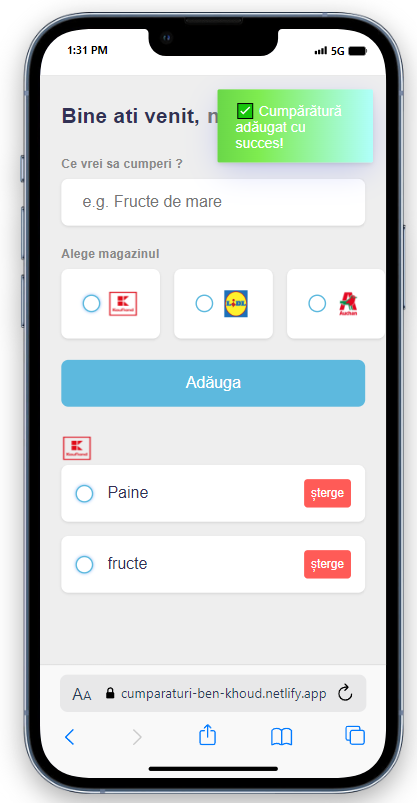 1:31 PM
5G
Bine ati venit,
✅ Cumpărătură
adăugat cu
succes!
Ce vrei sa cumperi ?
e.g. Fructe de mare
Alege magazinul
Kaufland
LIDL
Auchan
Adăuga
Kaufland
Paine
șterge
fructe
șterge
AA
cumparaturi-ben-khoud.netlify.app